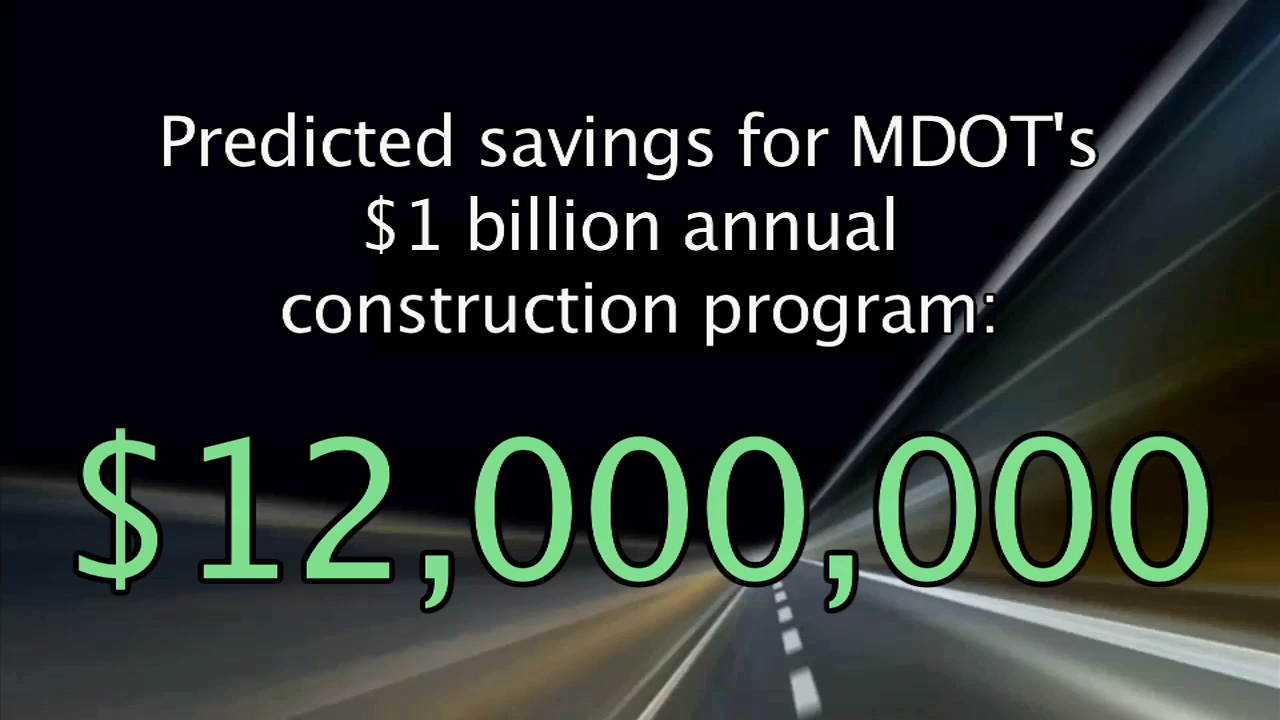 Predicted savings for MDOT's
$1 billion annual
construction program:
$12,000,000